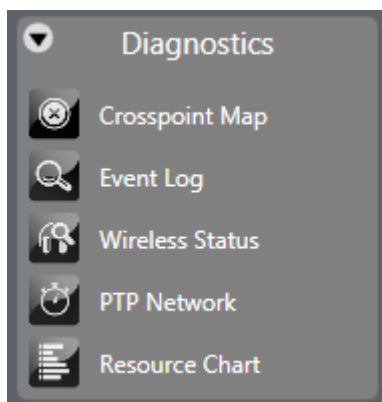 Diagnostics
Crosspoint Map
Event Log
Wireless Status
PTP Network
Resource Chart